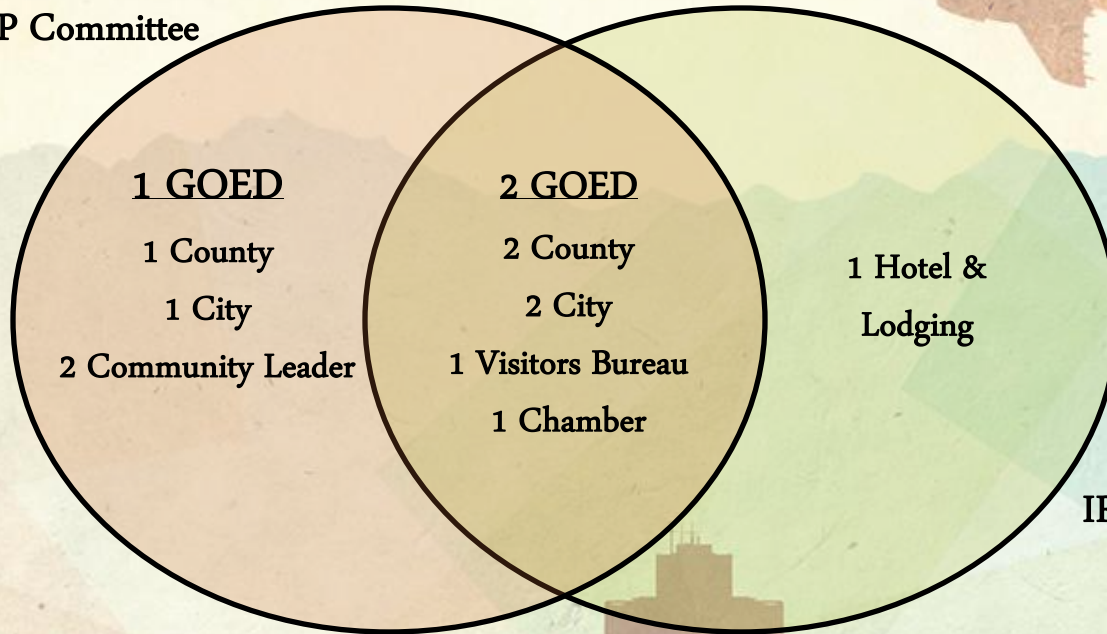 P Committee
1 GOED
1 County
1 City
2 Community Leader
2 GOED
2 County
2 City
1 Visitors Bureau
1 Chamber
1 Hotel &
Lodging